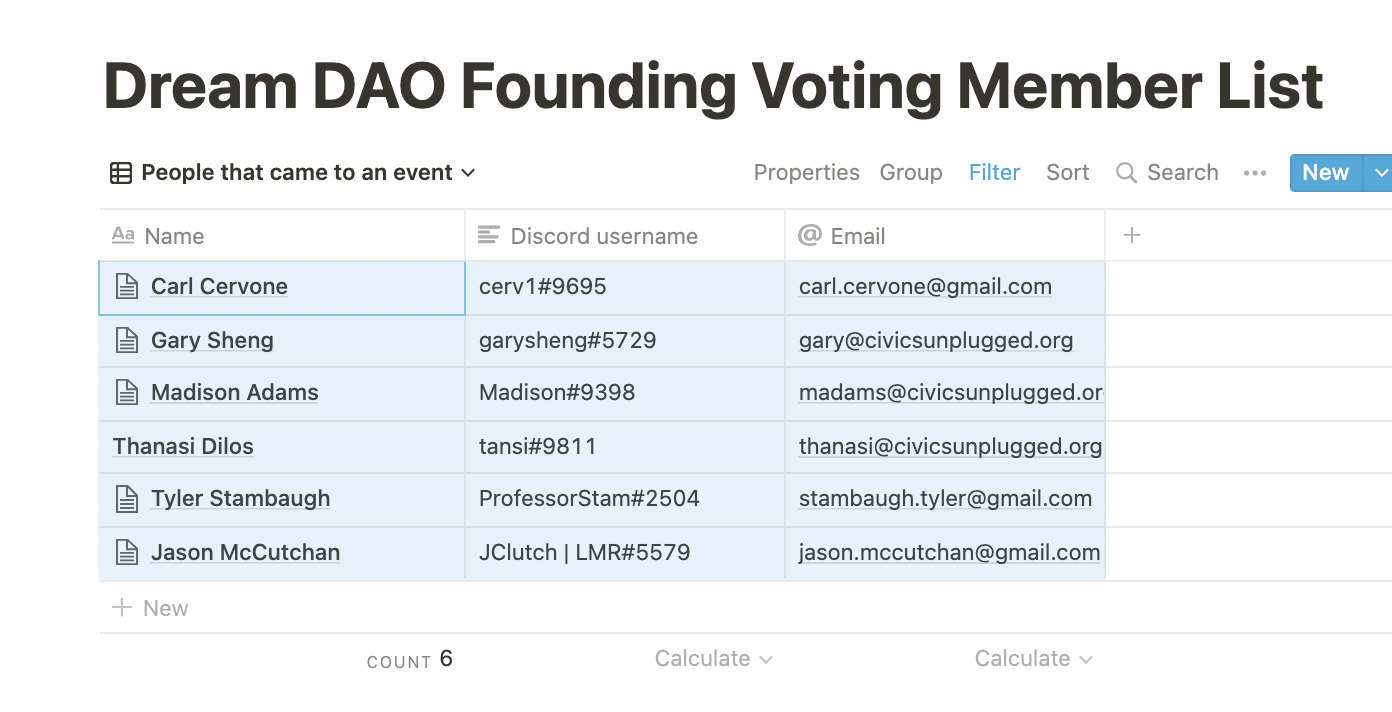 Dream DAO Founding Voting Member List
People that came to an event Properties Group Filter Sort Search ••• New
Aa Name Discord username @ Email +
Carl Cervone cerv1#9695 carl.cervone@gmail.com
Gary Sheng garysheng#5729 gary@civicsunplugged.org
Madison Adams Madison#9398 madams@civicsunplugged.or
Thanasi Dilos tansi#9811 thanasi@civicsunplugged.org
Tyler Stambaugh ProfessorStam#2504 stambaugh.tyler@gmail.com
Jason McCutchan JClutch | LMR#5579 jason.mccutchan@gmail.com
+ New
COUNT 6 Calculate Calculate